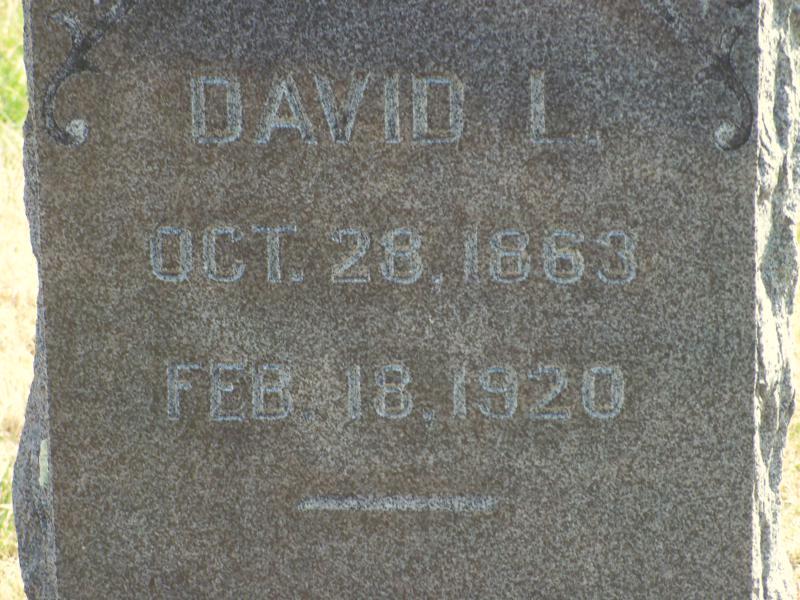 DAVID L.
OCT. 28, 1863
FEB. 18, 1920